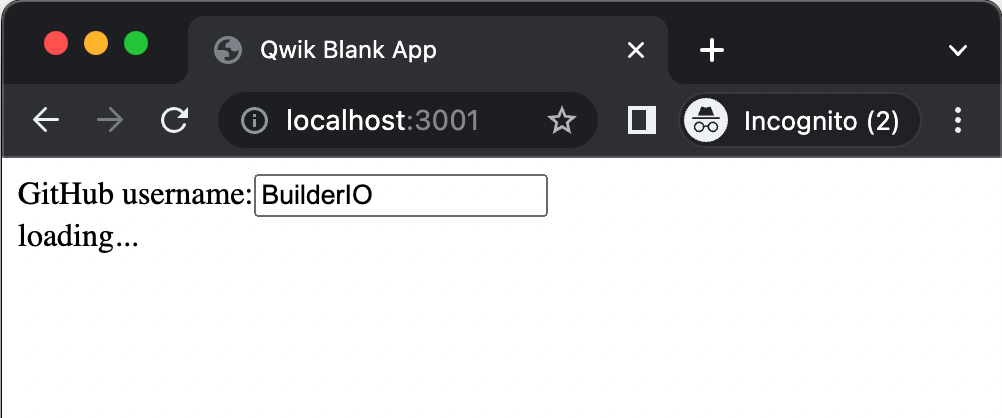 Qwik Blank App
localhost:3001
Incognito (2)
GitHub username: BuilderIO
loading...